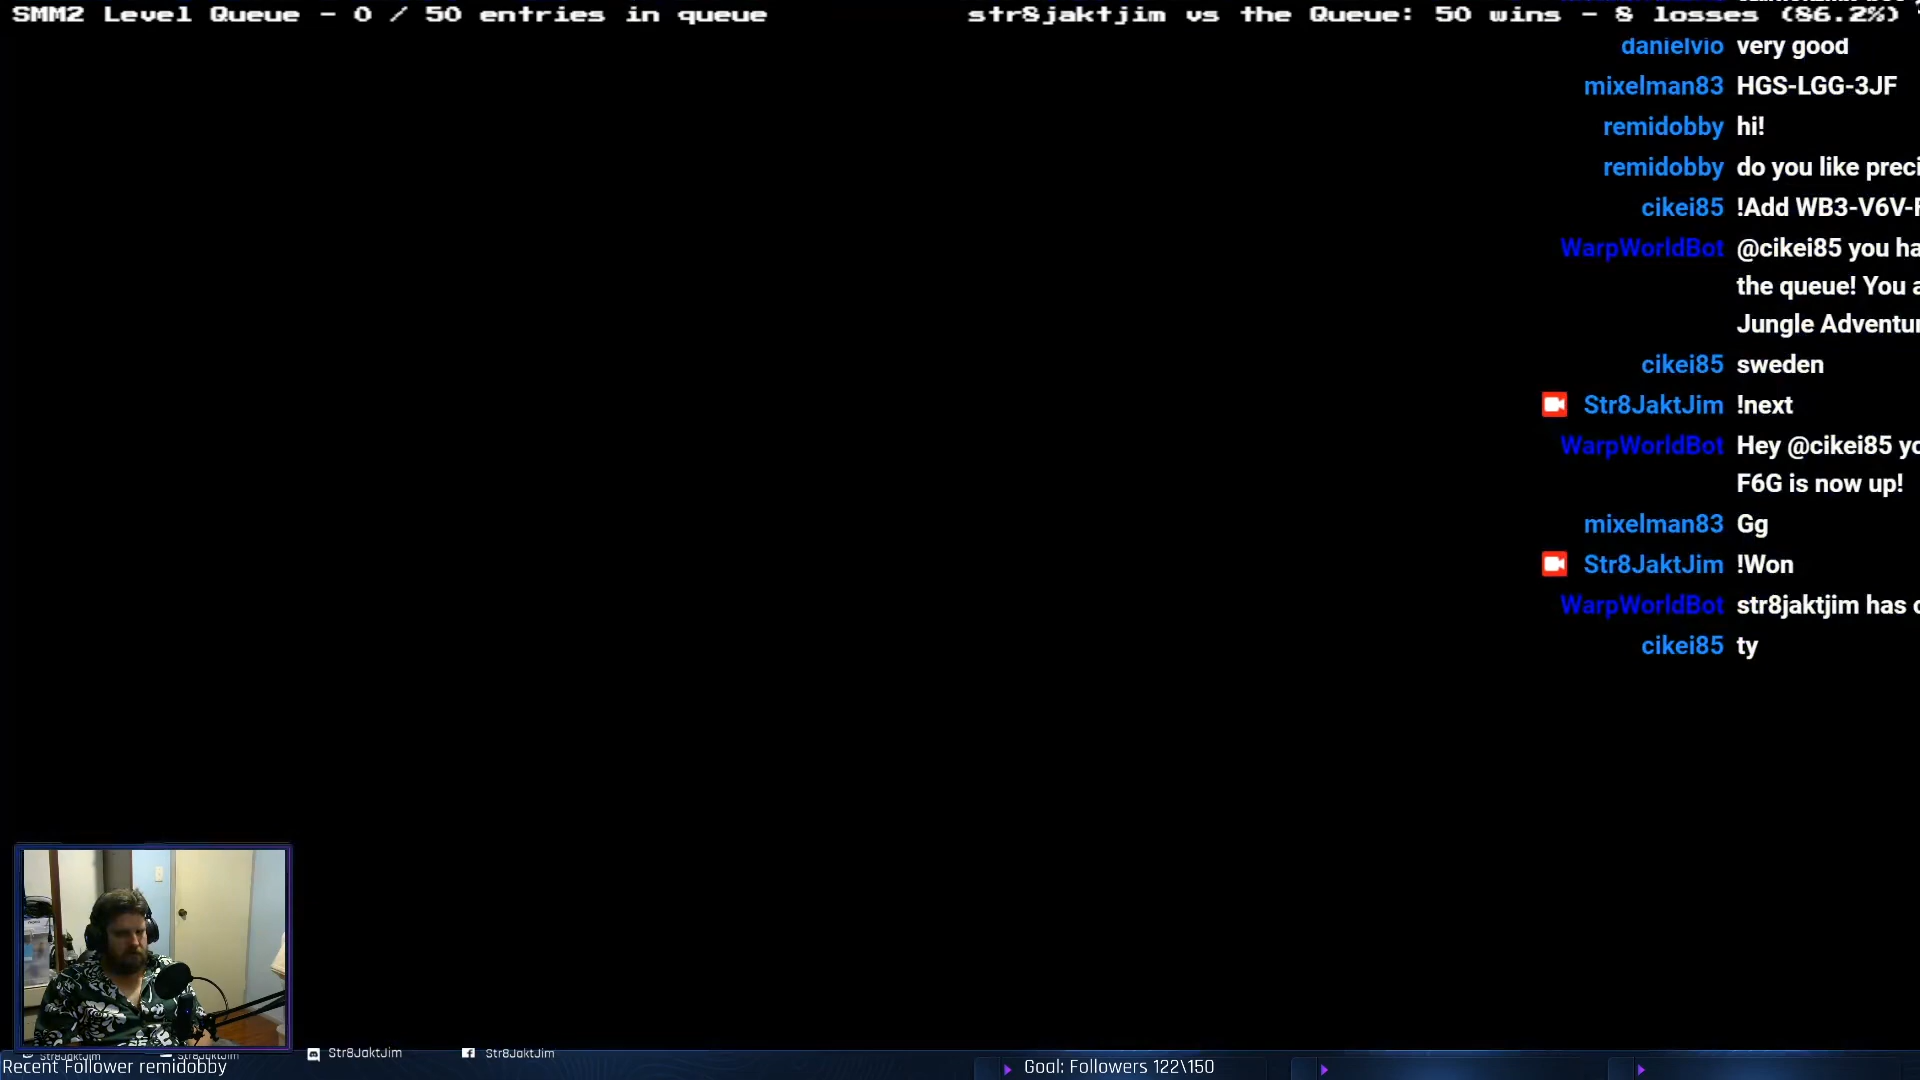 SMM2 Level Queue - 0 / 50 entries in queue
str8jaktjim vs the Queue: 50 wins - 8 losses (86.2%)
danielvio very good
mixelman83 HGS-LGG-3JF
remidobby hi!
remidobby do you like preci
cikei85 !Add WB3-V6V-F
WarpWorldBot @cikei85 you ha
the queue! You a
Jungle Adventu
cikei85 sweden
Str8JaktJim !next
WarpWorldBot Hey @cikei85 yo
F6G is now up!
mixelman83 Gg
Str8JaktJim !Won
WarpWorldBot str8jaktjim has
cikei85 ty
Str8JaktJim Str8JaktJim Str8JaktJim Str8JaktJim
Recent Follower remidobby
Goal: Followers 122\150